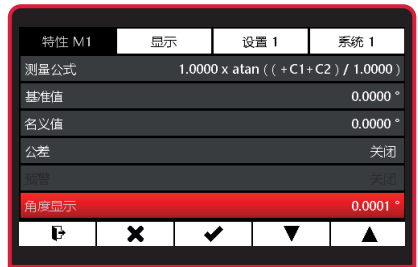 特性 M1 显示 设置 1 系统 1
测量公式 1.0000 x atan ( ( +C1+C2 ) / 1.0000 )
基准值 0.0000 °
名义值 0.0000 °
公差 关闭
预警 关闭
角度显示 0.0001 °